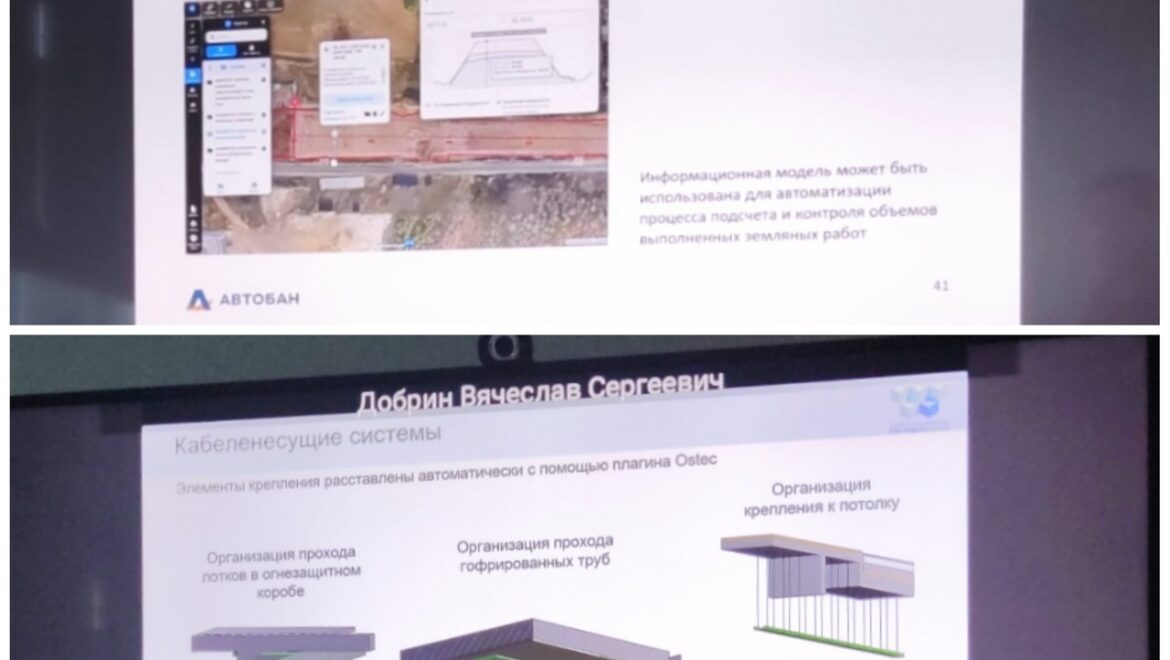 Информационная модель может быть
использована для автоматизации
процесса подсчета и контроля объемов
выполненных земляных работ
АВТОБАН
41
Добрин Вячеслав Сергеевич
Кабеленесущие системы
Элементы крепления расставлены автоматически с помощью плагина Ostec
Организация прохода
лотков в огнезащитном
коробе
Организация прохода
гофрированных труб
Организация
крепления к потолку